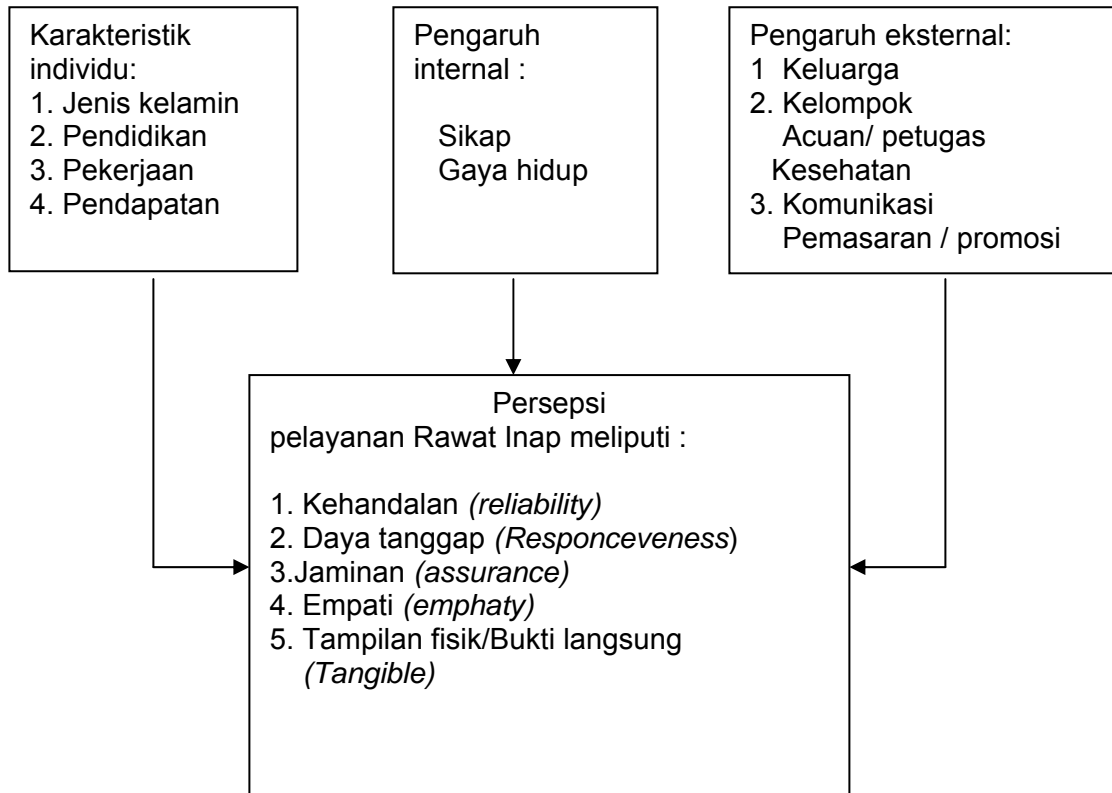 Karakteristik
individu:
1. Jenis kelamin
2. Pendidikan
3. Pekerjaan
4. Pendapatan
Pengaruh
internal :
Sikap
Gaya hidup
Pengaruh eksternal:
1 Keluarga
2. Kelompok
Acuan/ petugas
Kesehatan
3. Komunikasi
Pemasaran / promosi
Persepsi
pelayanan Rawat Inap meliputi :
1. Kehandalan (reliability)
2. Daya tanggap (Responceveness)
3.Jaminan (assurance)
4. Empati (emphaty)
5. Tampilan fisik/Bukti langsung
(Tangible)